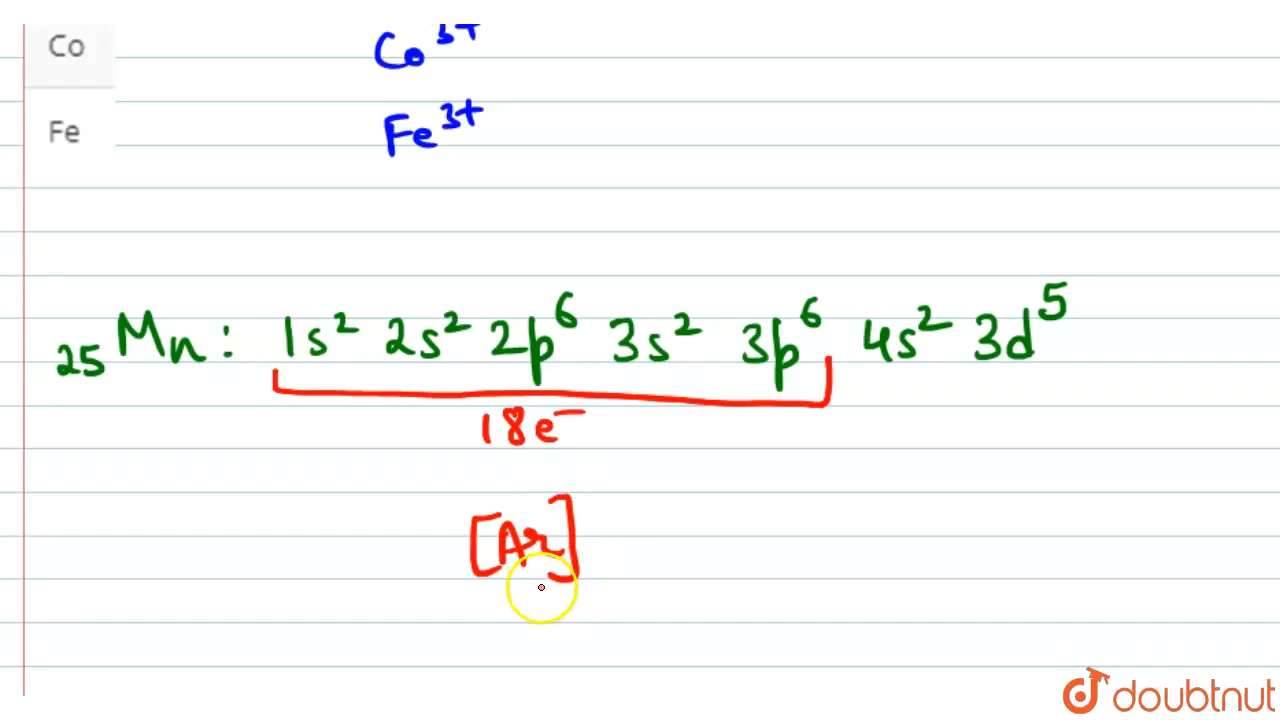 Co Co³⁺
Fe Fe³⁺
₂₅Mn: 1s² 2s² 2p⁶ 3s² 3p⁶ 4s² 3d⁵
18e⁻
[Ar]
doubtnut